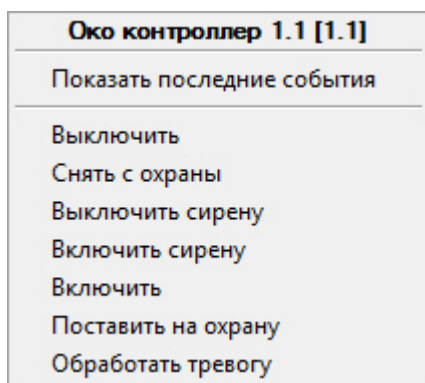 Око контроллер 1.1 [1.1]
Показать последние события
Выключить
Снять с охраны
Выключить сирену
Включить сирену
Включить
Поставить на охрану
Обработать тревогу